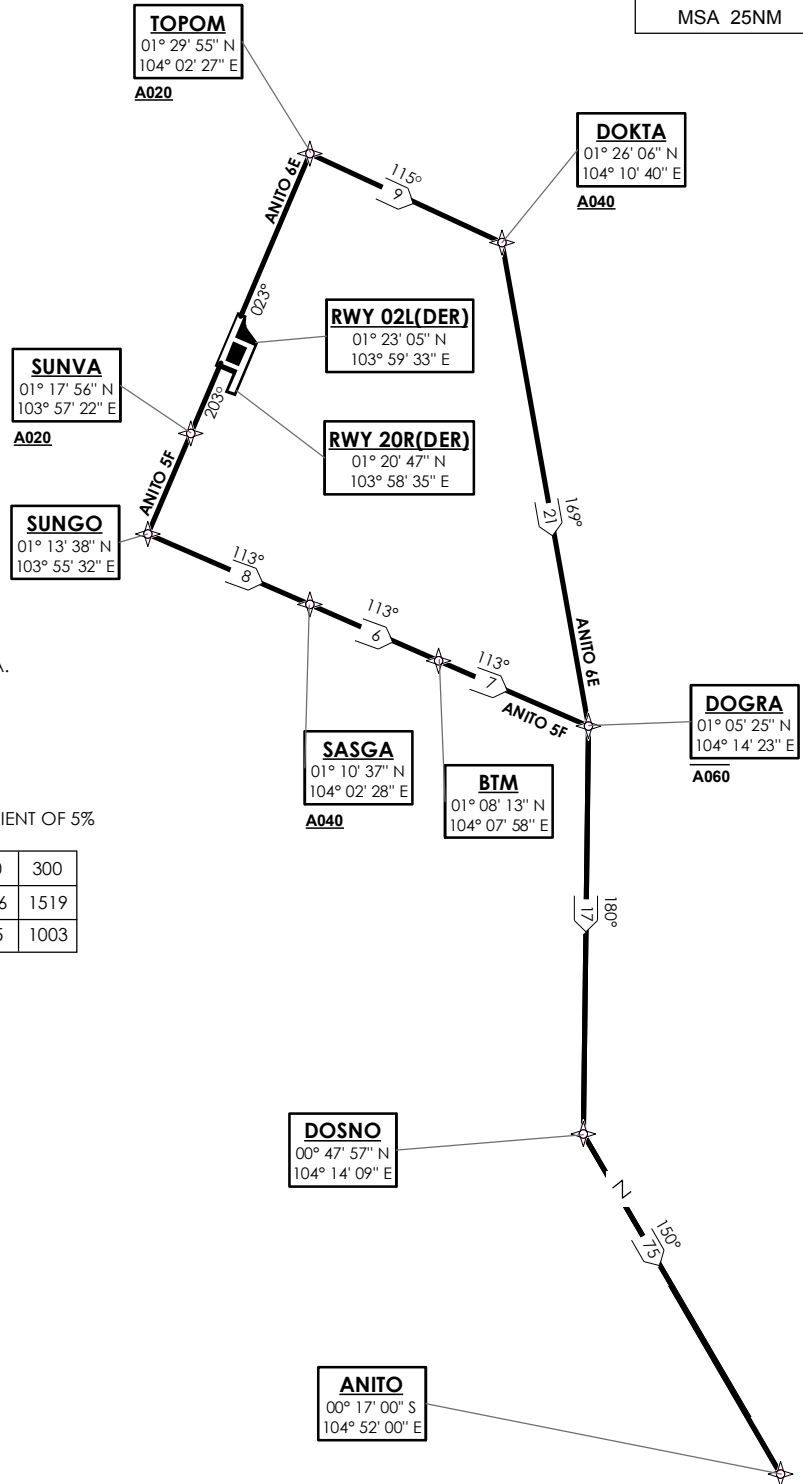 MSA 25NM
TOPOM
01° 29' 55" N
104° 02' 27" E
A020
DOKTA
01° 26' 06" N
104° 10' 40" E
A040
115°
9
ANITO 6E
023°
RWY 02L(DER)
01° 23' 05" N
103° 59' 33" E
SUNVA
01° 17' 56" N
103° 57' 22" E
A020
203°
RWY 20R(DER)
01° 20' 47" N
103° 58' 35" E
ANITO 5F
SUNGO
01° 13' 38" N
103° 55' 32" E
169°
21
113°
8
113°
6
113°
7
ANITO 6E
ANITO 5F
A.
DOGRA
01° 05' 25" N
104° 14' 23" E
A060
SASGA
01° 10' 37" N
104° 02' 28" E
A040
BTM
01° 08' 13" N
104° 07' 58" E
IENT OF 5%
300
1519
1003
180°
17
DOSNO
00° 47' 57" N
104° 14' 09" E
N
150°
75
ANITO
00° 17' 00" S
104° 52' 00" E